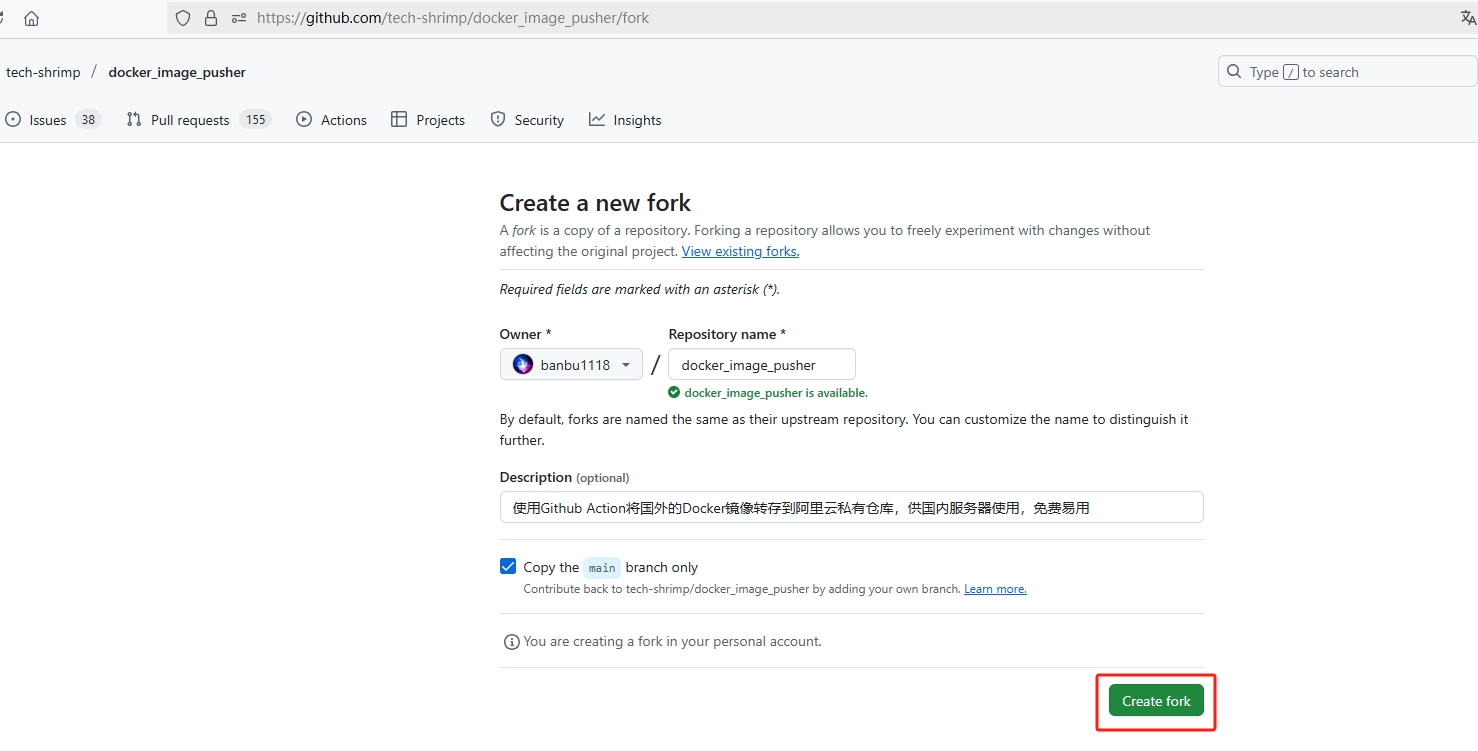 https://github.com/tech-shrimp/docker_image_pusher/fork
tech-shrimp / docker_image_pusher
Type / to search
Issues 38 Pull requests 155 Actions Projects Security Insights
Create a new fork
A fork is a copy of a repository. Forking a repository allows you to freely experiment with changes without
affecting the original project. View existing forks.
Required fields are marked with an asterisk (*).
Owner * Repository name *
banbu1118 / docker_image_pusher
docker_image_pusher is available.
By default, forks are named the same as their upstream repository. You can customize the name to distinguish it
further.
Description (optional)
使用Github Action将国外的Docker镜像转存到阿里云私有仓库，供国内服务器使用，免费易用
Copy the main branch only
Contribute back to tech-shrimp/docker_image_pusher by adding your own branch. Learn more.
You are creating a fork in your personal account.
Create fork